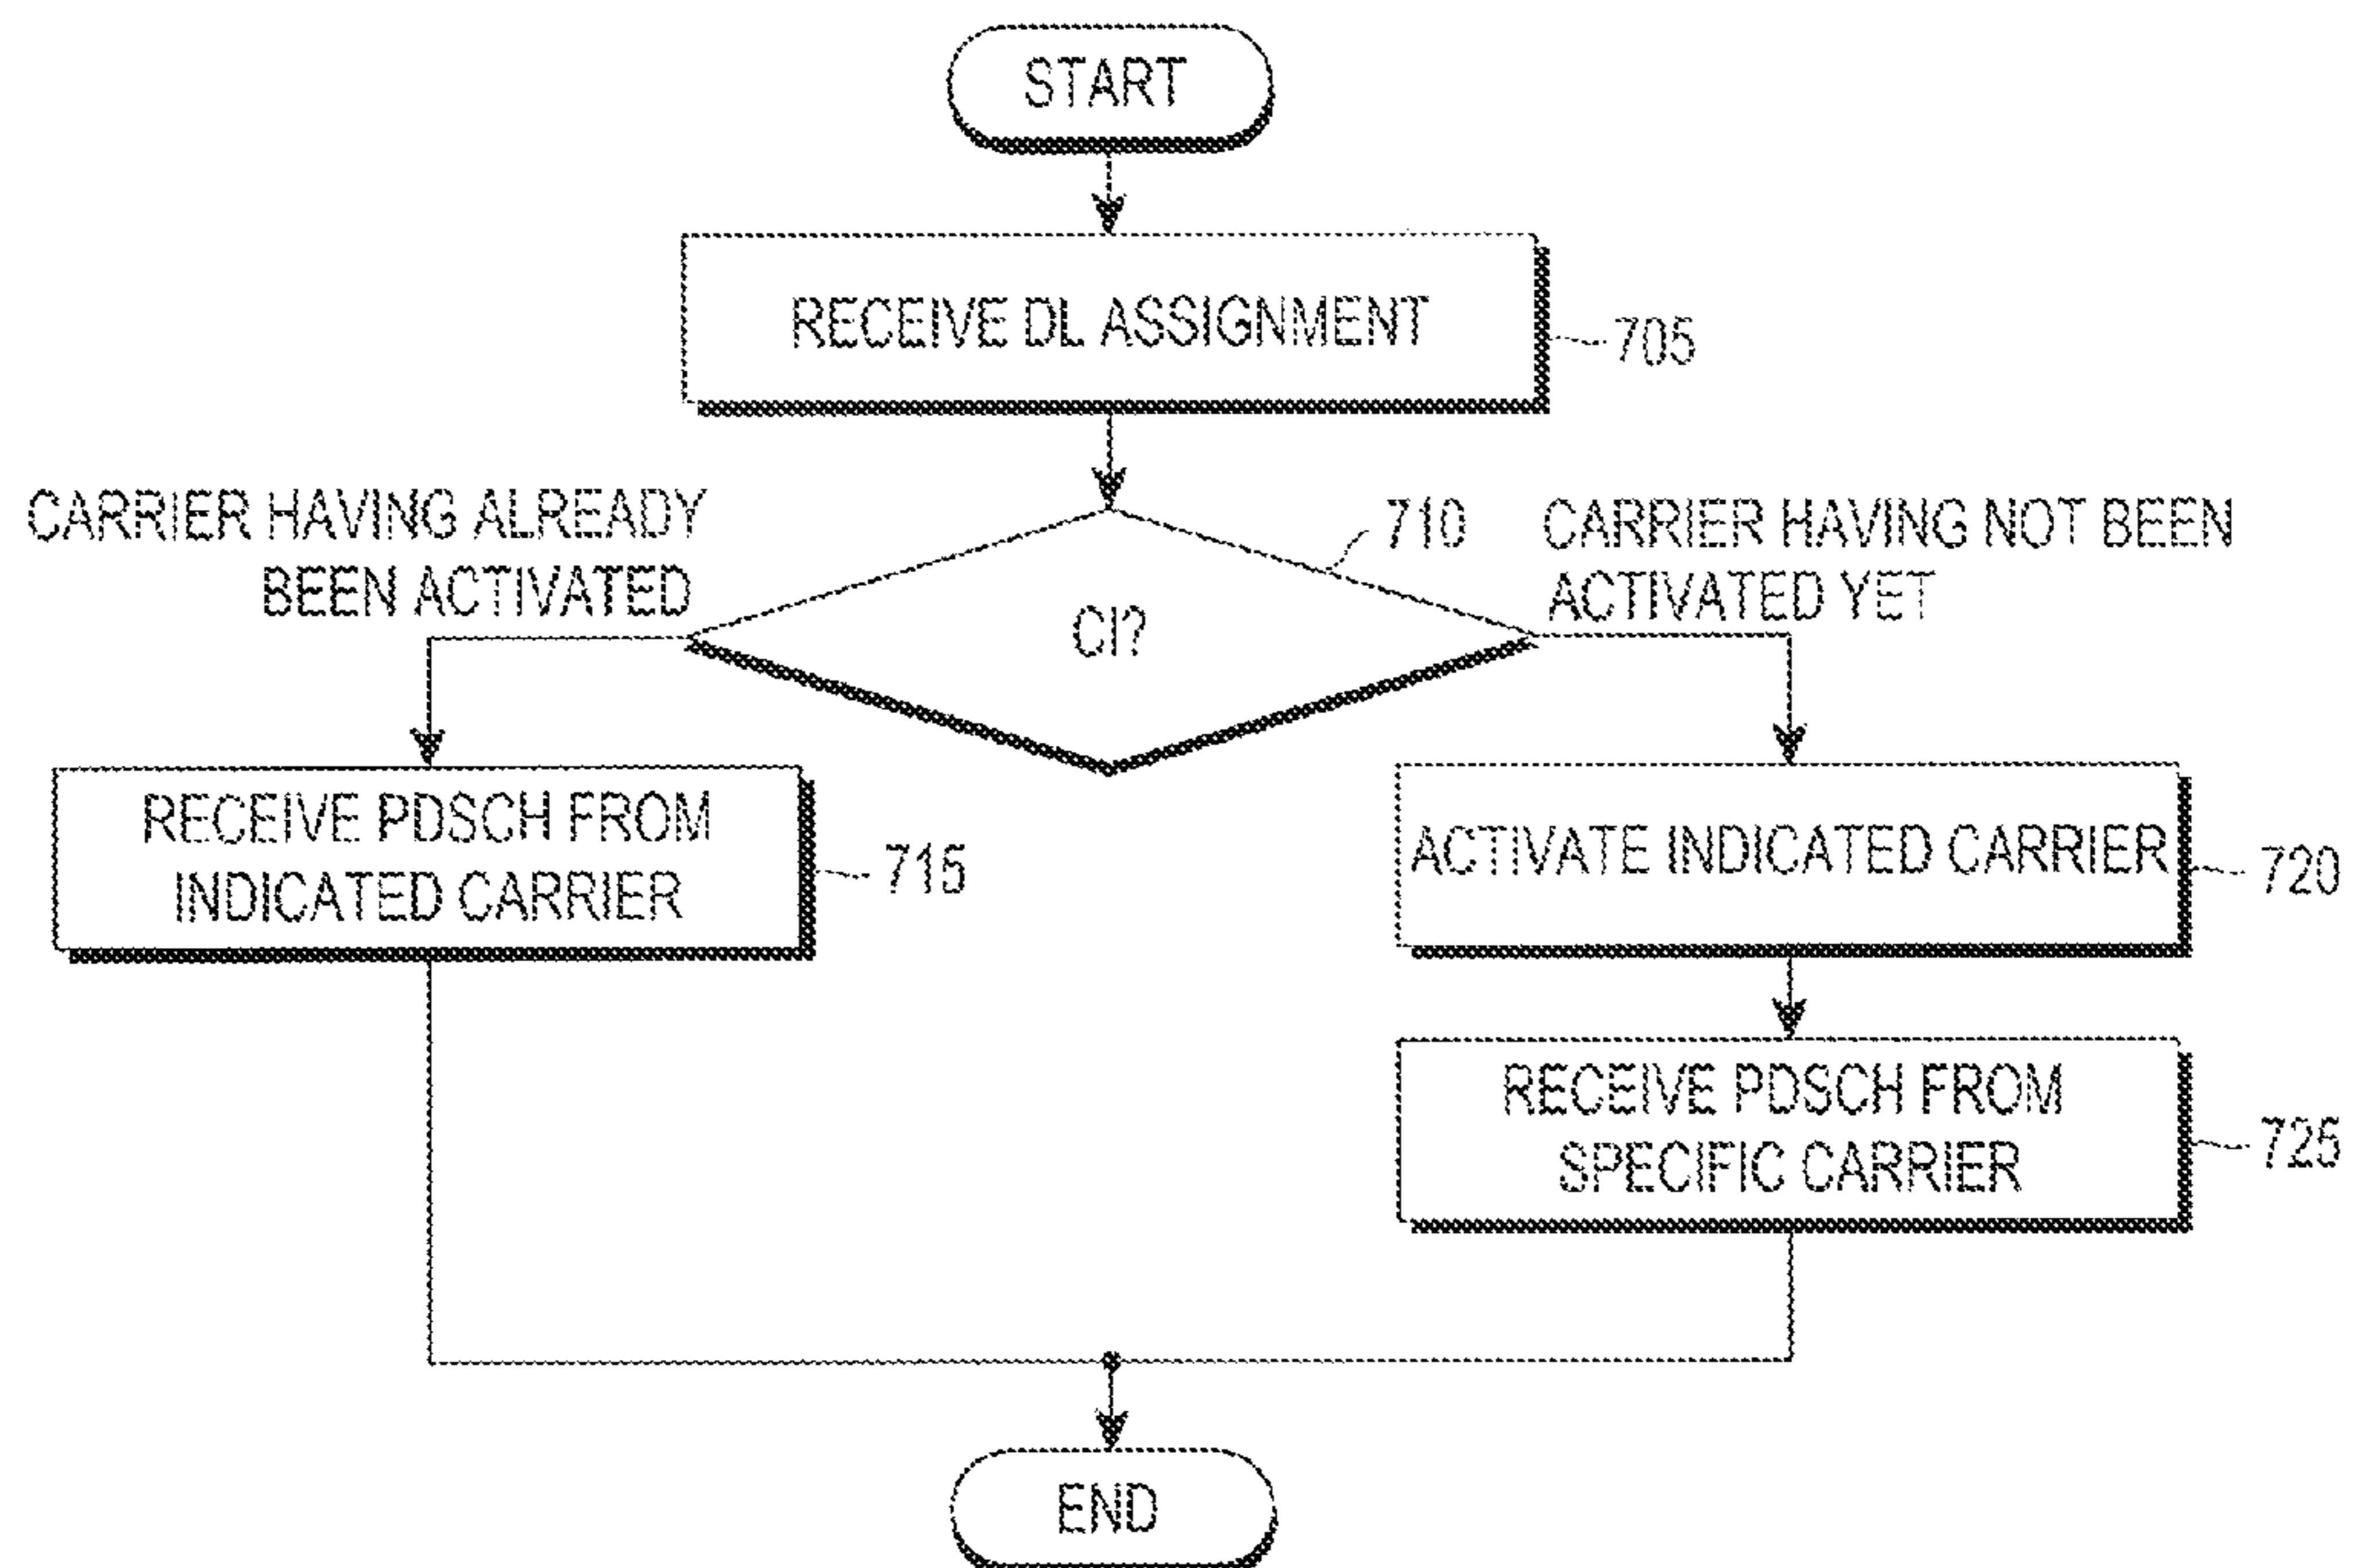 START
RECEIVE DL ASSIGNMENT
705
CARRIER HAVING ALREADY
BEEN ACTIVATED
710
CARRIER HAVING NOT BEEN
ACTIVATED YET
CI?
RECEIVE PDSCH FROM
INDICATED CARRIER
715
ACTIVATE INDICATED CARRIER
720
RECEIVE PDSCH FROM
SPECIFIC CARRIER
725
END